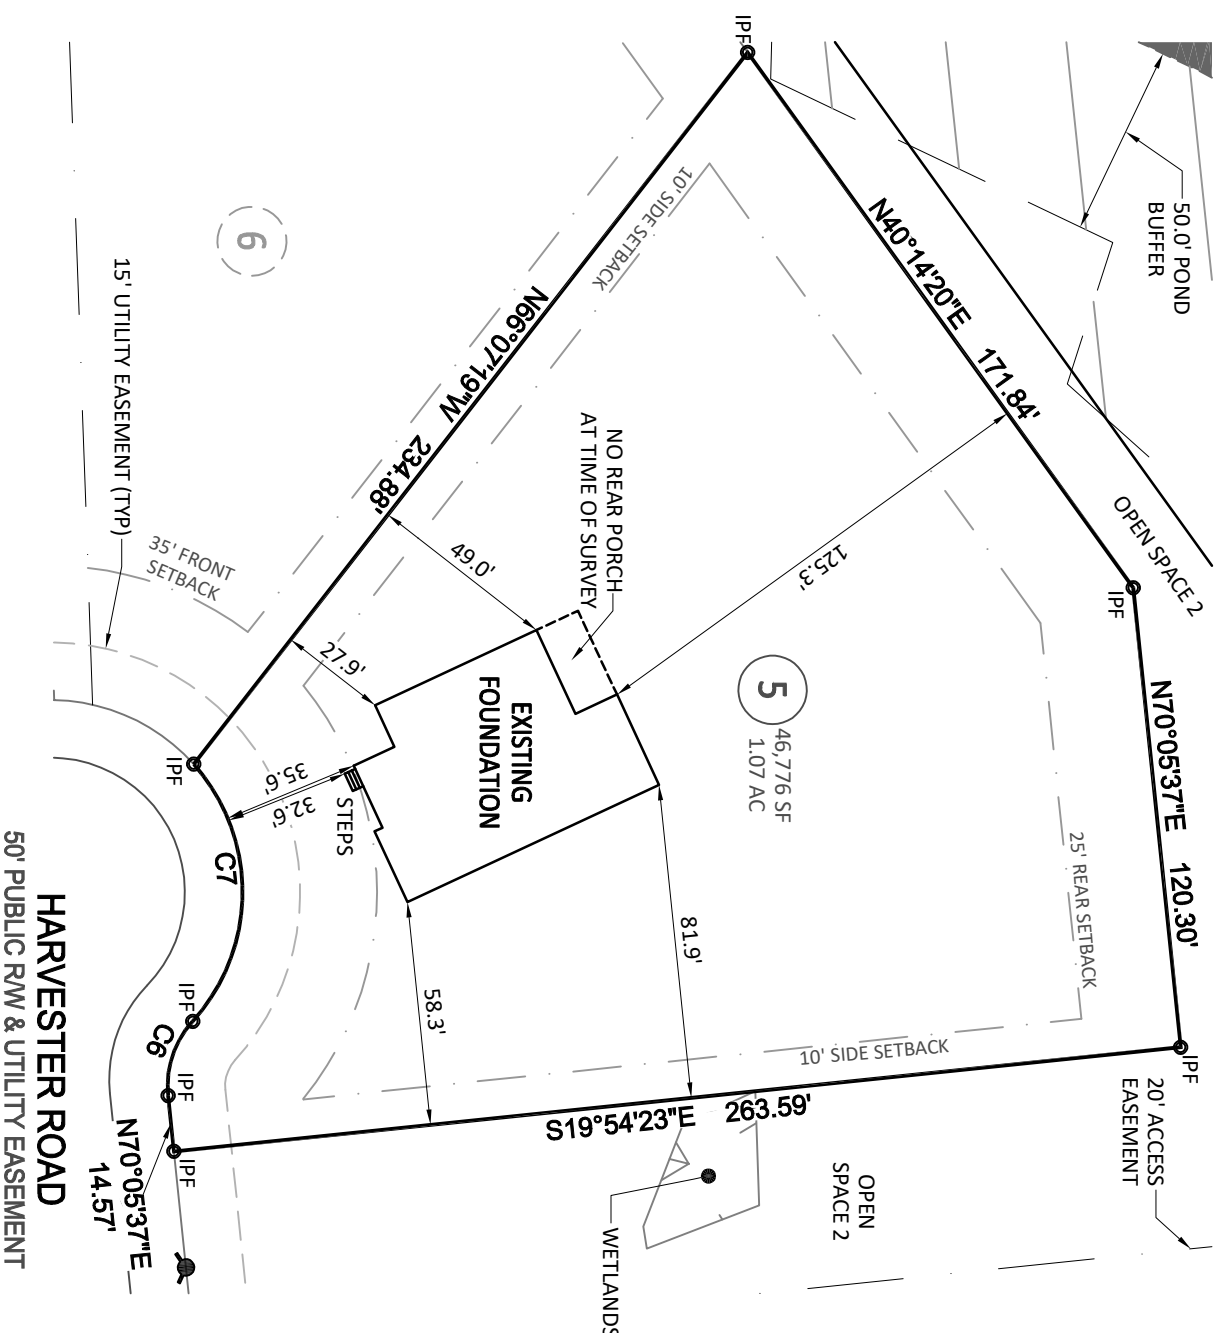 IPF
50.0' POND
BUFFER
10' SIDE SETBACK
N40°14'20"E 171.84'
6
15' UTILITY EASEMENT (TYP)
N66°07'19"W 234.88'
NO REAR PORCH
AT TIME OF SURVEY
125.3'
OPEN SPACE 2
IPF
35' FRONT
SETBACK
49.0'
27.9'
EXISTING
FOUNDATION
5
46,776 SF
1.07 AC
N70°05'37"E 120.30'
IPF
35.6'
32.6'
STEPS
C7
25' REAR SETBACK
81.9'
58.3'
IPF
C6
IPF
10' SIDE SETBACK
IPF
20' ACCESS
EASEMENT
S19°54'23"E 263.59'
IPF
N70°05'37"E
14.57'
OPEN
SPACE 2
WETLANDS
HARVESTER ROAD
50' PUBLIC R/W & UTILITY EASEMENT